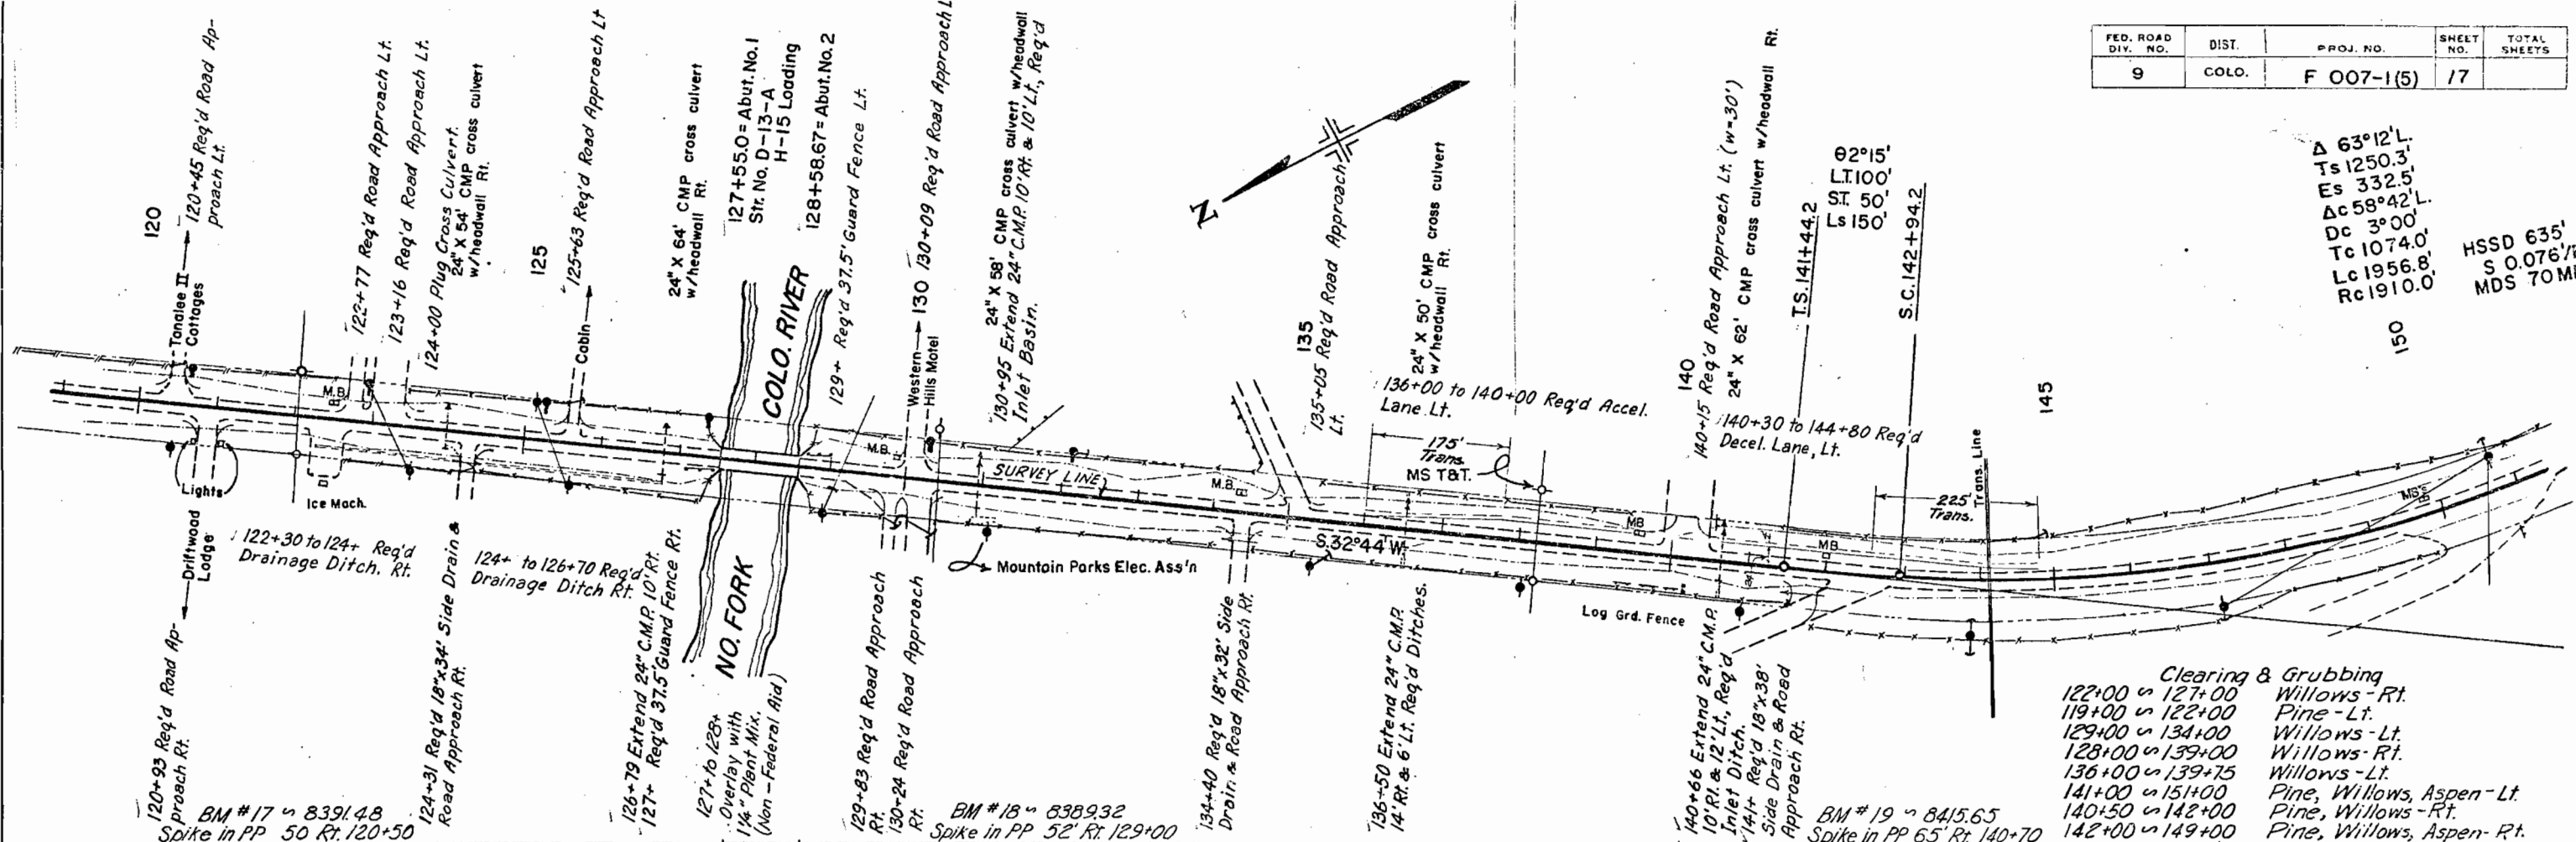 FED. ROAD DIV. NO.
DIST.
PROJ. NO.
SHEET NO.
TOTAL SHEETS
9
COLO.
F 007-1(5)
17
120
120+45 Req'd Road Ap-
proach Lt.
Tonalee II
Cottages
122+77 Req'd Road Approach Lt.
123+16 Req'd Road Approach Lt.
124+00 Plug Cross Culvert.
24" X 54' CMP cross culvert
w/headwall Rt.
125
125+63 Req'd Road Approach Lt
Cabin
24" X 64' CMP cross culvert
w/headwall Rt.
127+55.0 = Abut. No.1
Str. No. D-13-A
H-15 Loading
128+58.67 = Abut. No.2
COLO. RIVER
129+ Req'd 37.5' Guard Fence Lt.
Western
Hills Motel
130
130+09 Req'd Road Approach L
24" X 58' CMP cross culvert w/headwall
130+95 Extend 24" C.M.P. 10' Rt. & 10' Lt., Req'd
Inlet Basin.
N
135
135+05 Req'd Road Approach
Lt.
24" X 50' CMP cross culvert
w/headwall Rt.
136+00 to 140+00 Req'd Accel.
Lane Lt.
175'
Trans.
MS T&T.
140
140+15 Req'd Road Approach Lt. (w=30')
24" X 62' CMP cross culvert w/headwall Rt.
140+30 to 144+80 Req'd
Decel. Lane, Lt.
T.S. 141+44.2
θ2°15'
L.T. 100'
S.T. 50'
Ls 150'
S.C. 142+94.2
145
Trans. Line
225'
Trans.
Δ 63°12' L.
Ts 1250.3'
Es 332.5'
Δc 58°42' L.
Dc 3°00'
Tc 1074.0'
Lc 1956.8'
Rc 1910.0'
HSSD 635'
S 0.076'/
MDS 70 M
150
M.B.
M.B.
M.B.
MB
MB
MB's
SURVEY LINE
S.32°44'W.
Lights
Ice Mach.
Driftwood
Lodge
122+30 to 124+ Req'd
Drainage Ditch. Rt.
124+ to 126+70 Req'd
Drainage Ditch Rt.
Mountain Parks Elec. Ass'n
Log Grd. Fence
NO. FORK
120+93 Req'd Road Ap-
proach Rt.
124+31 Req'd 18"x34' Side Drain &
Road Approach Rt.
126+79 Extend 24" C.M.P. 10' Rt.
127+ Req'd 37.5' Guard Fence Rt.
127+ to 128+
Overlay with
1¼" Plant Mix.
(Non-Federal Aid)
129+83 Req'd Road Approach
Rt.
130+24 Req'd Road Approach
Rt.
134+40 Req'd 18"x32' Side
Drain & Road Approach Rt.
136+50 Extend 24" C.M.P.
14' Rt. & 6' Lt. Req'd Ditches.
140+66 Extend 24" C.M.P.
10' Rt. & 12' Lt., Req'd
Inlet Ditch.
141+ Req'd 18"x38'
Side Drain & Road
Approach Rt.
BM #17 ~ 8391.48
Spike in PP 50 Rt. 120+50
BM #18 ~ 8389.32
Spike in PP 52' Rt. 129+00
BM #19 ~ 8415.65
Spike in PP 65' Rt. 140+70
Clearing & Grubbing
122+00 ~ 127+00 Willows-Rt.
119+00 ~ 122+00 Pine-Lt.
129+00 ~ 134+00 Willows-Lt.
128+00 ~ 139+00 Willows-Rt.
136+00 ~ 139+75 Willows-Lt.
141+00 ~ 151+00 Pine, Willows, Aspen-Lt.
140+50 ~ 142+00 Pine, Willows-Rt.
142+00 ~ 149+00 Pine, Willows, Aspen-Rt.